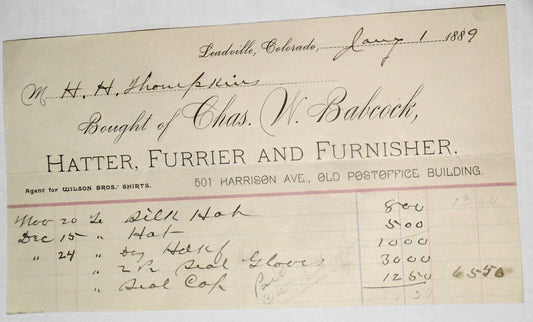 Leadville, Colorado, Jany 1 1889
M H. H. Thompkins
Bought of Chas. W. Babcock,
HATTER, FURRIER AND FURNISHER.
Agent for WILSON BROS.' SHIRTS. 501 HARRISON AVE., OLD POSTOFFICE BUILDING.
Nov 20 To Silk Hat 800
Dec 15 " Hat 500
" 24 " Doz Hdkf 1000
" 2 Pr Seal Gloves 3000
" Seal Cap 1250 6550